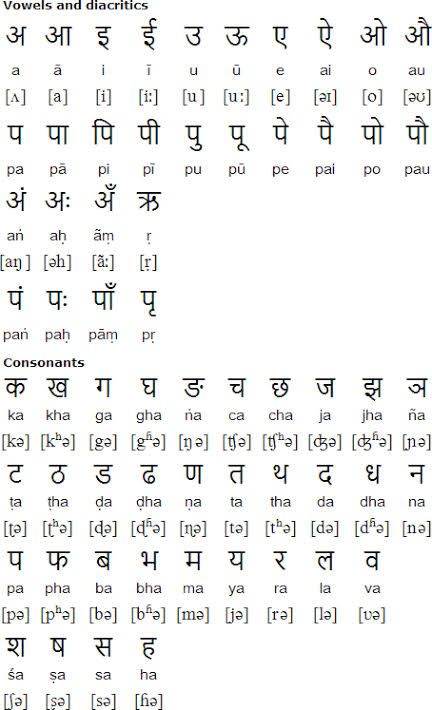 Vowels and diacritics
अ आ इ ई उ ऊ ए ऐ ओ औ
a ā i ī u ū e ai o au
[ʌ] [a] [i] [iː] [u] [uː] [e] [əɪ] [o] [əʊ]
प पा पि पी पु पू पे पै पो पौ
pa pā pi pī pu pū pe pai po pau
अं अः अँ ऋ
aṅ aḥ ãṃ ṛ
[aŋ] [əh] [ãː] [ṛ]
पं पः पाँ पृ
paṅ paḥ pāṃ pṛ
Consonants
क ख ग घ ङ च छ ज झ ञ
ka kha ga gha ṅa ca cha ja jha ña
[kə] [kʰə] [gə] [gʱə] [ŋə] [ʧə] [ʧʰə] [ʤə] [ʤʱə] [ɲə]
ट ठ ड ढ ण त थ द ध न
ṭa ṭha ḍa ḍha ṇa ta tha da dha na
[ʈə] [ʈʰə] [ɖə] [ɖʱə] [ɳə] [tə] [tʰə] [də] [dʱə] [nə]
प फ ब भ म य र ल व
pa pha ba bha ma ya ra la va
[pə] [pʰə] [bə] [bʱə] [mə] [jə] [rə] [lə] [ʋə]
श ष स ह
śa ṣa sa ha
[ʃə] [ʂə] [sə] [ɦə]